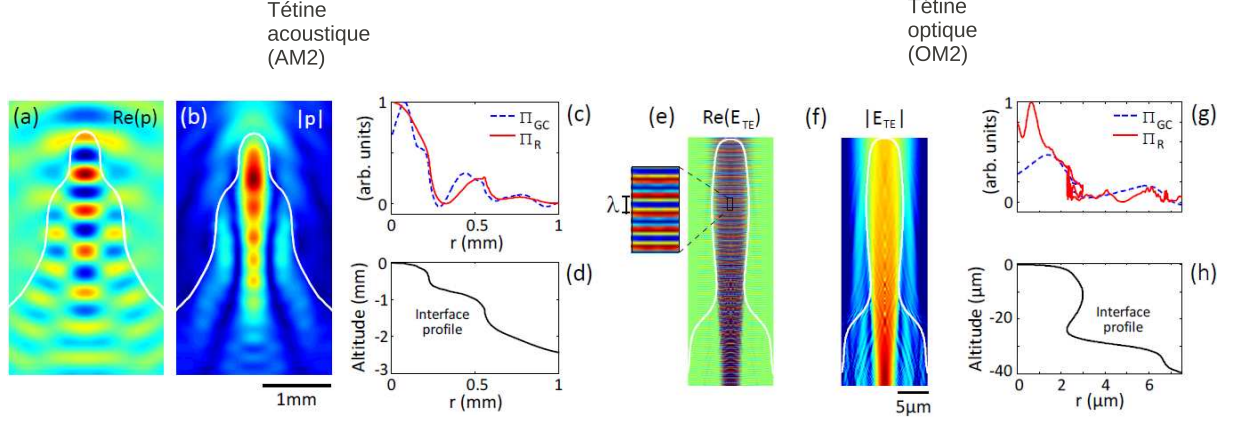 Tétine
acoustique
(AM2)
Tétine
optique
(OM2)
(a)
Re(p)
(b)
|p|
1mm
(c)
1
0
(arb. units)
Π_GC
Π_R
0
0.5
1
r (mm)
(d)
0
-1
-2
-3
Altitude (mm)
Interface
profile
0
0.5
1
r (mm)
(e)
Re(E_TE)
λ
(f)
|E_TE|
5μm
(g)
1
0
(arb. units)
Π_GC
Π_R
r (μm)
(h)
0
-20
-40
Altitude (μm)
Interface
profile
0
2
4
6
r (μm)